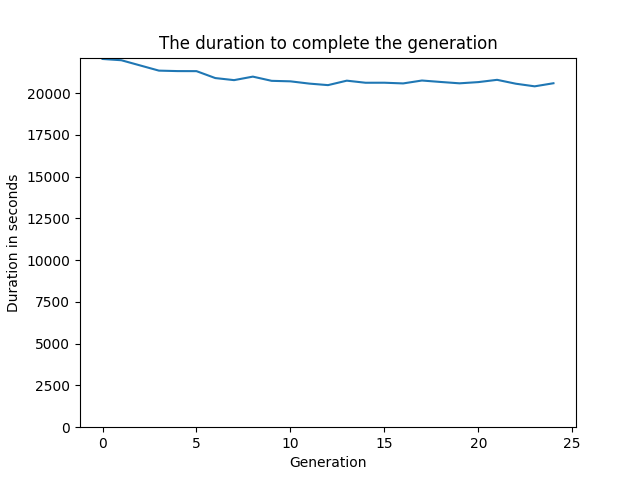 The duration to complete the generation
Duration in seconds
20000
17500
15000
12500
10000
7500
5000
2500
0
0 5 10 15 20 25
Generation